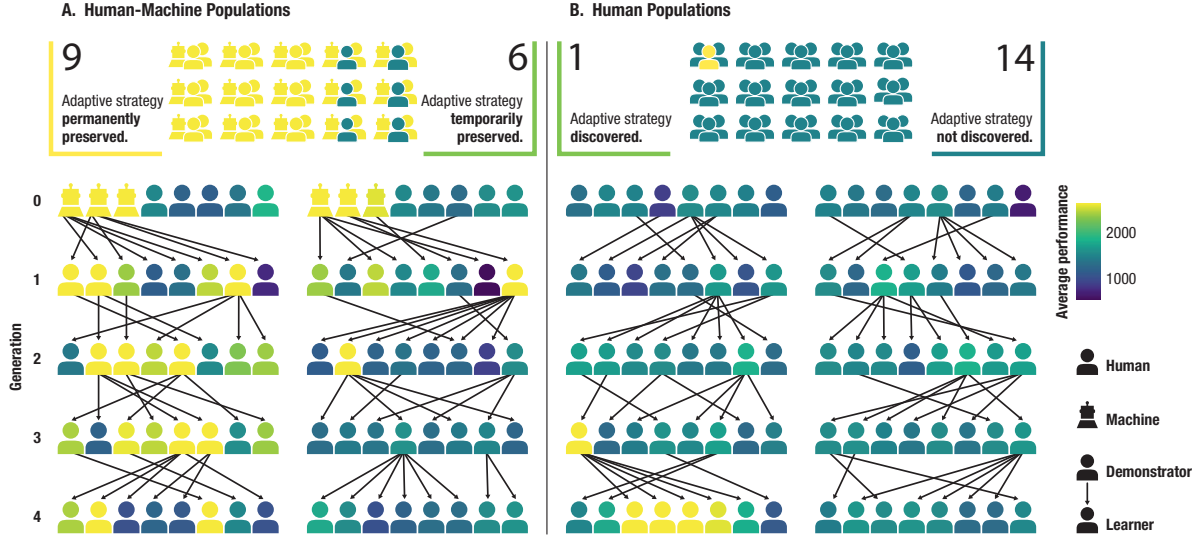 A. Human-Machine Populations
9
Adaptive strategy
permanently
preserved.
6
Adaptive strategy
temporarily
preserved.
B. Human Populations
1
Adaptive strategy
discovered.
14
Adaptive strategy
not discovered.
Generation
0
1
2
3
4
Average performance
2000
1000
Human
Machine
Demonstrator
Learner